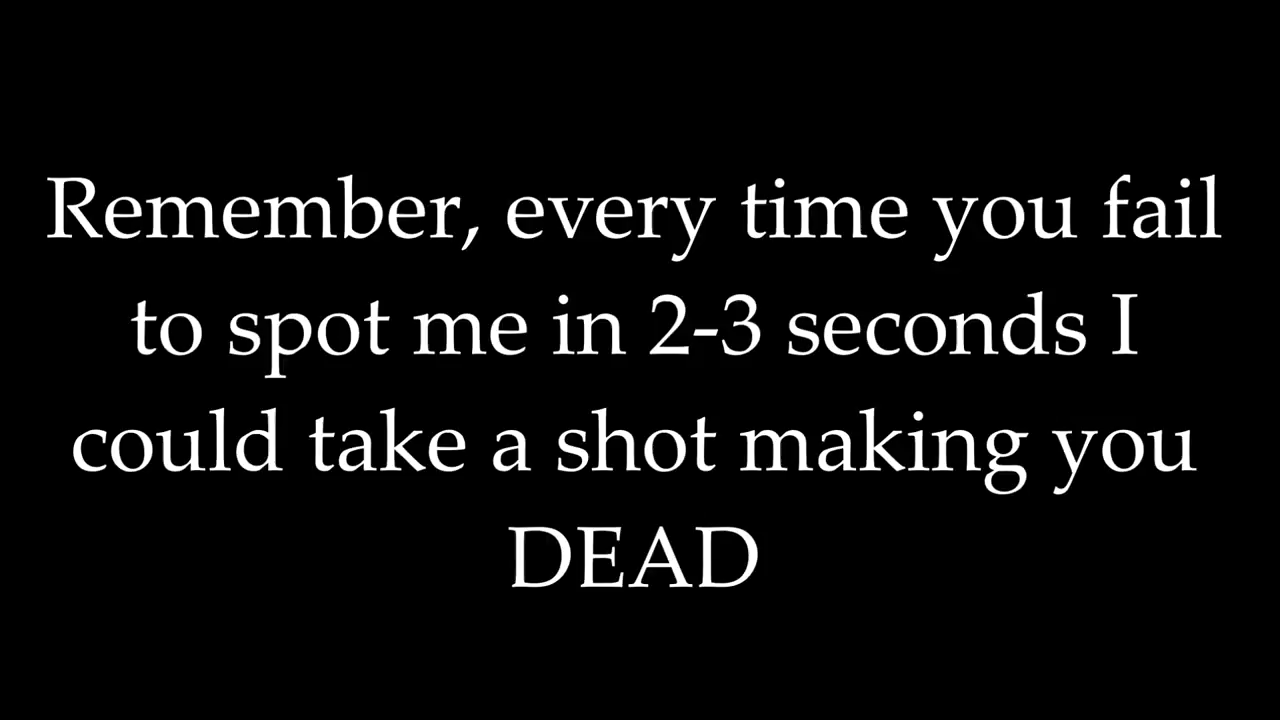 Remember, every time you fail
to spot me in 2-3 seconds I
could take a shot making you
DEAD